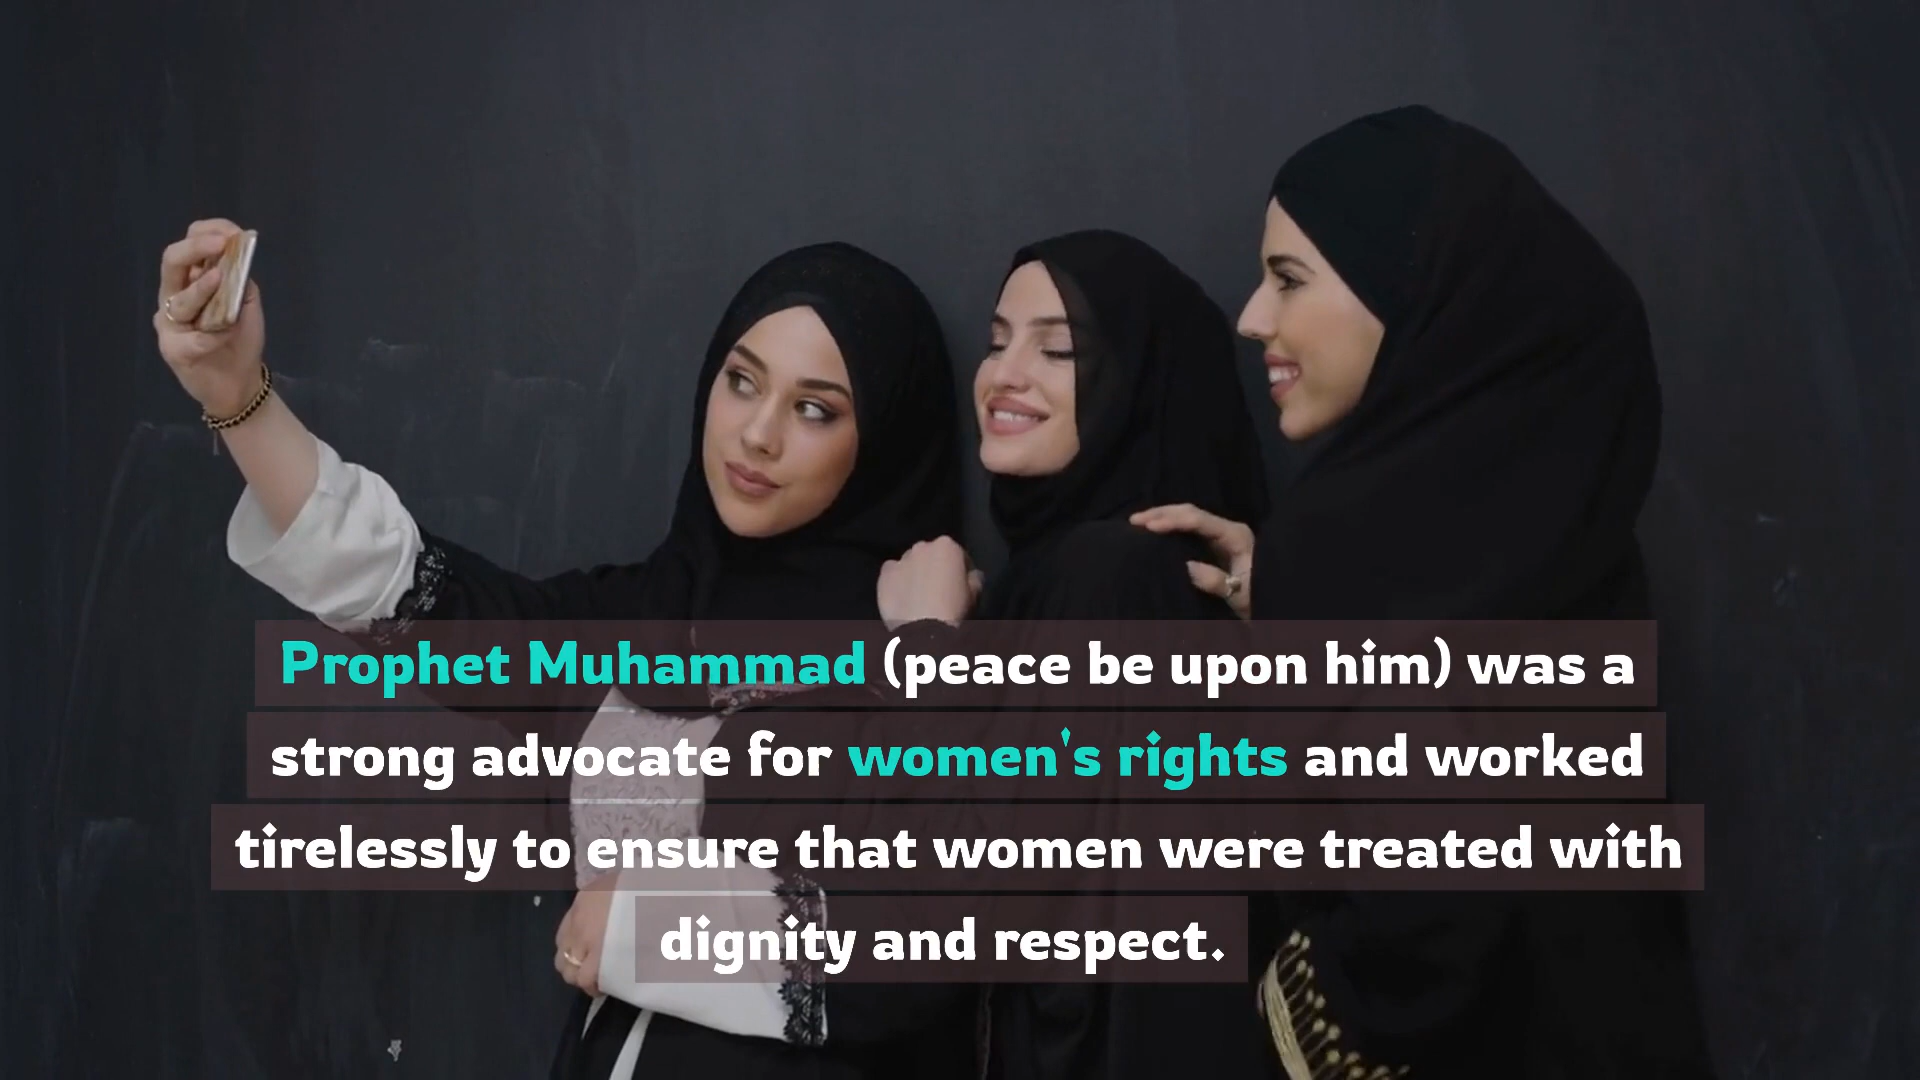 Prophet Muhammad (peace be upon him) was a
strong advocate for women's rights and worked
tirelessly to ensure that women were treated with
dignity and respect.